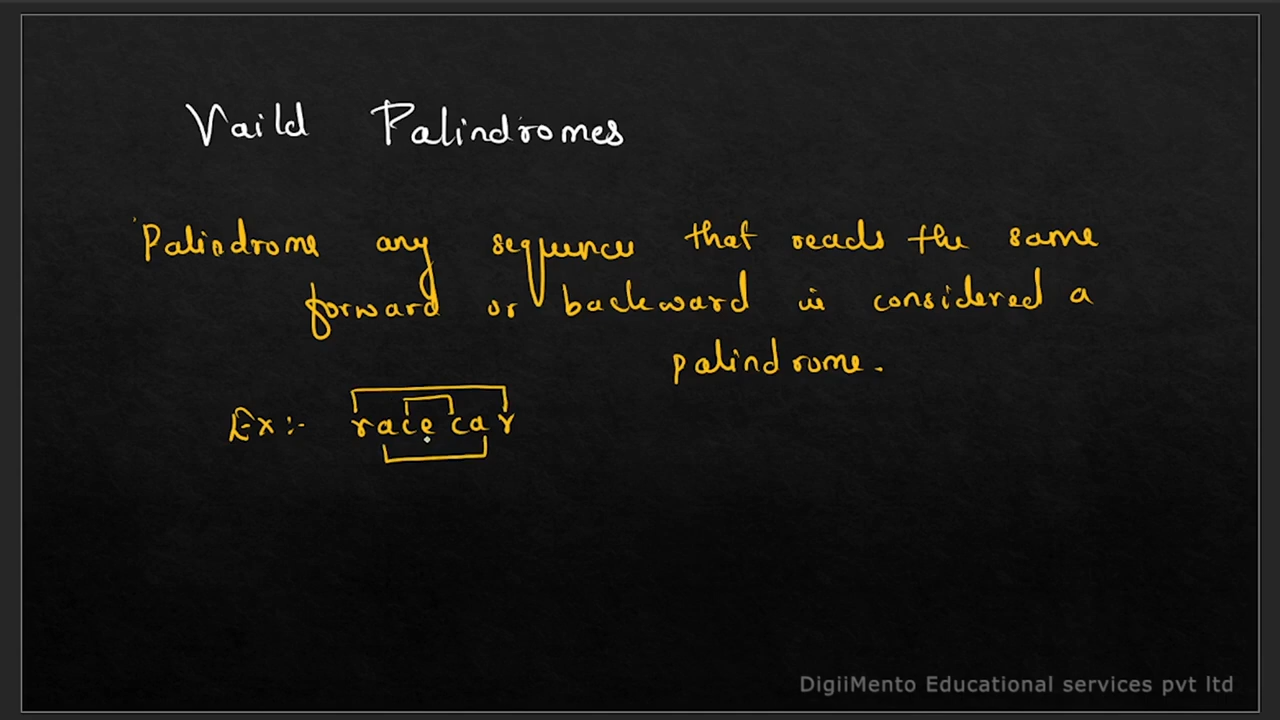 Vaild Palindromes
Palindrome any sequence that reads the same
forward or backward is considered a
palindrome.
Ex:- racecar
DigiiMento Educational services pvt ltd